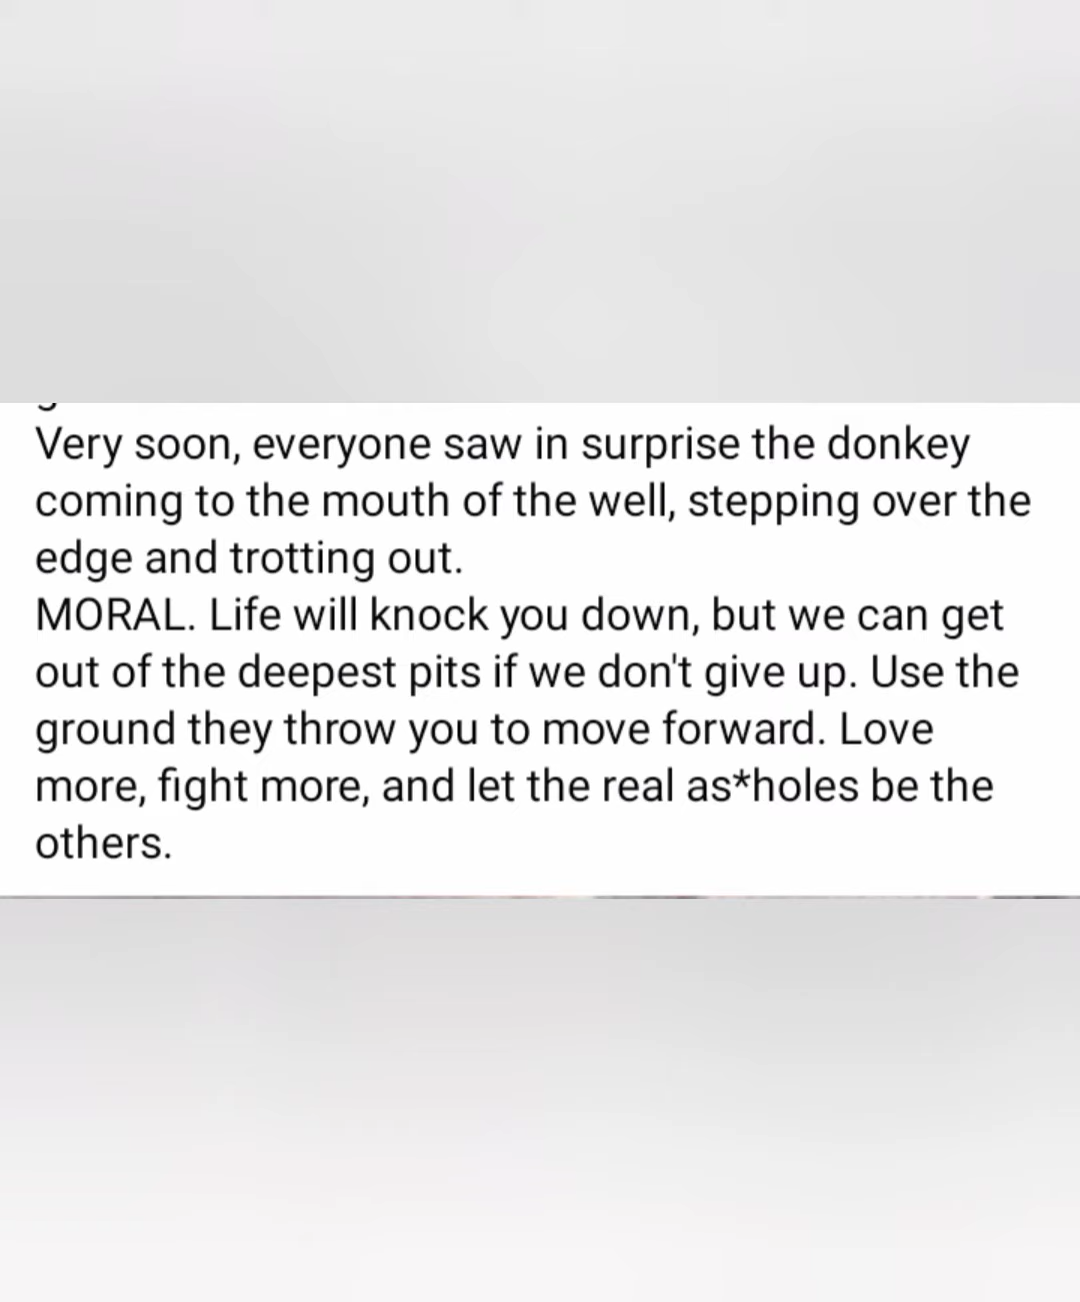 Very soon, everyone saw in surprise the donkey
coming to the mouth of the well, stepping over the
edge and trotting out.
MORAL. Life will knock you down, but we can get
out of the deepest pits if we don't give up. Use the
ground they throw you to move forward. Love
more, fight more, and let the real as*holes be the
others.